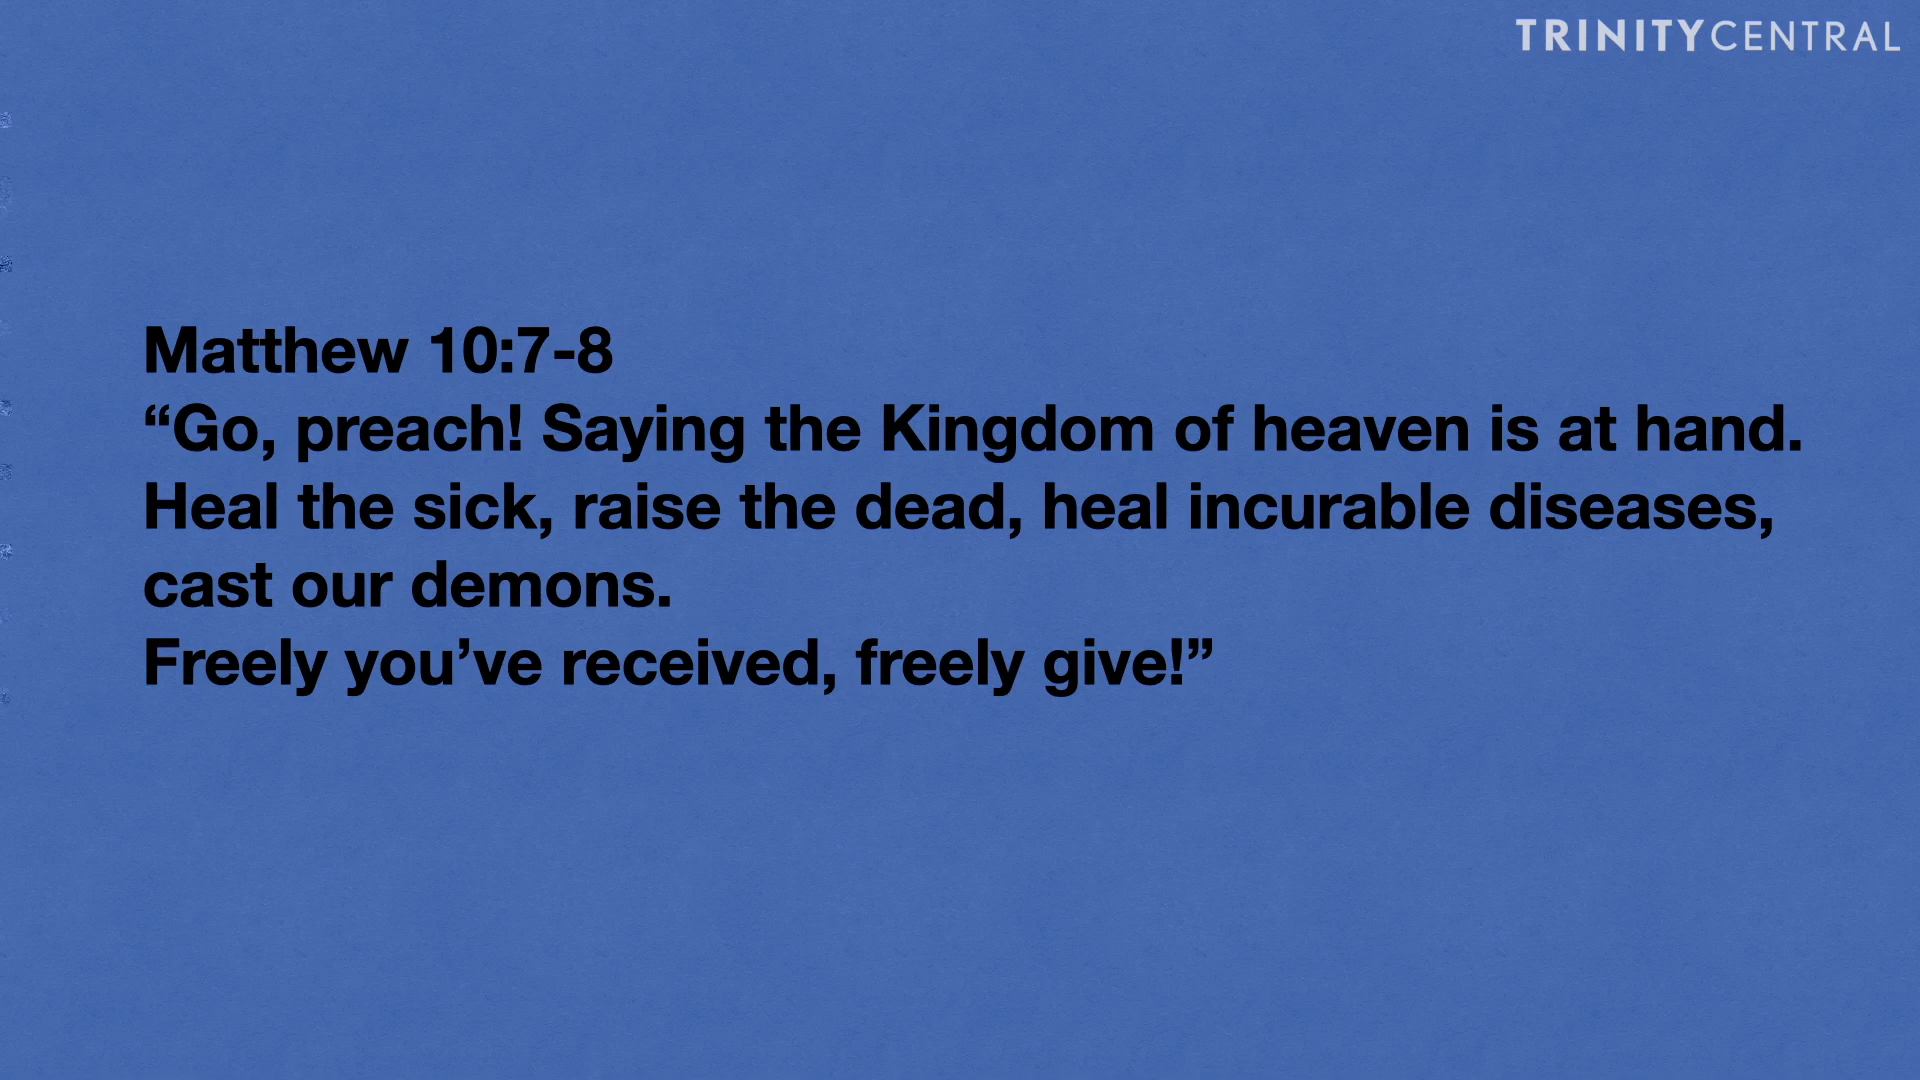 TRINITYCENTRAL
Matthew 10:7-8
“Go, preach! Saying the Kingdom of heaven is at hand.
Heal the sick, raise the dead, heal incurable diseases,
cast our demons.
Freely you’ve received, freely give!”